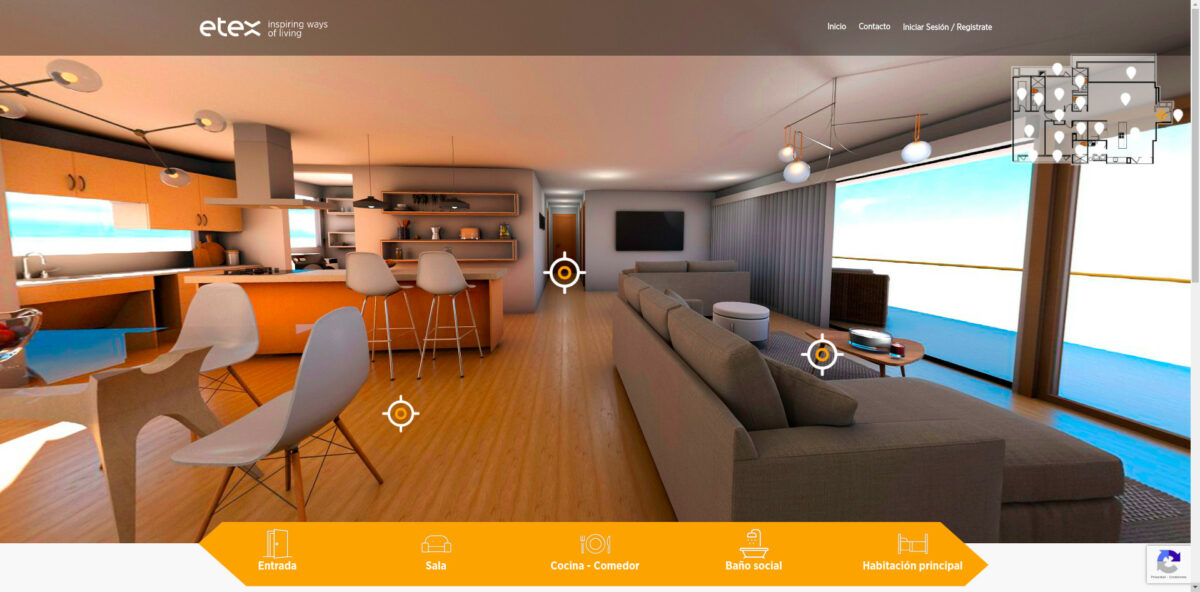 etex inspiring ways
of living
Inicio Contacto Iniciar Sesión / Registrate
Entrada Sala Cocina - Comedor Baño social Habitación principal